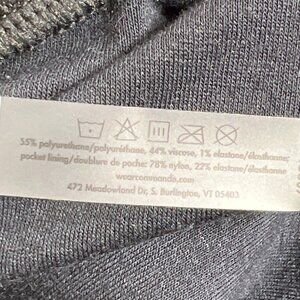 55% polyurethane/polyuréthane, 44% viscose, 1% elastane/élasthanne;
pocket lining/doublure de poche: 78% nylon, 22% elastane/élasthanne
wearcommando.com
472 Meadowland Dr, S. Burlington, VT 05403